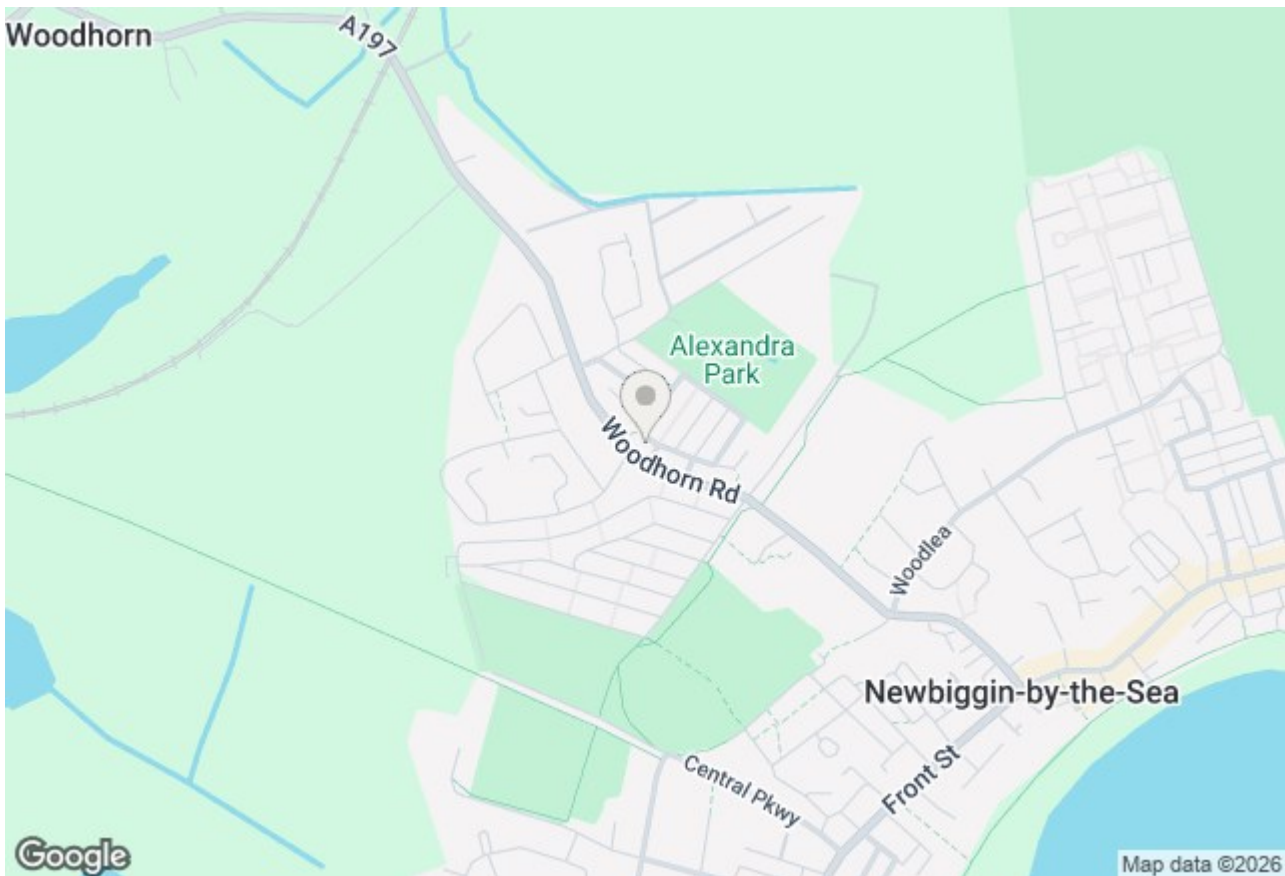 Woodhorn
A197
Alexandra
Park
Woodhorn Rd
Woodlea
Newbiggin-by-the-Sea
Front St
Central Pkwy
Google
Map data ©2026